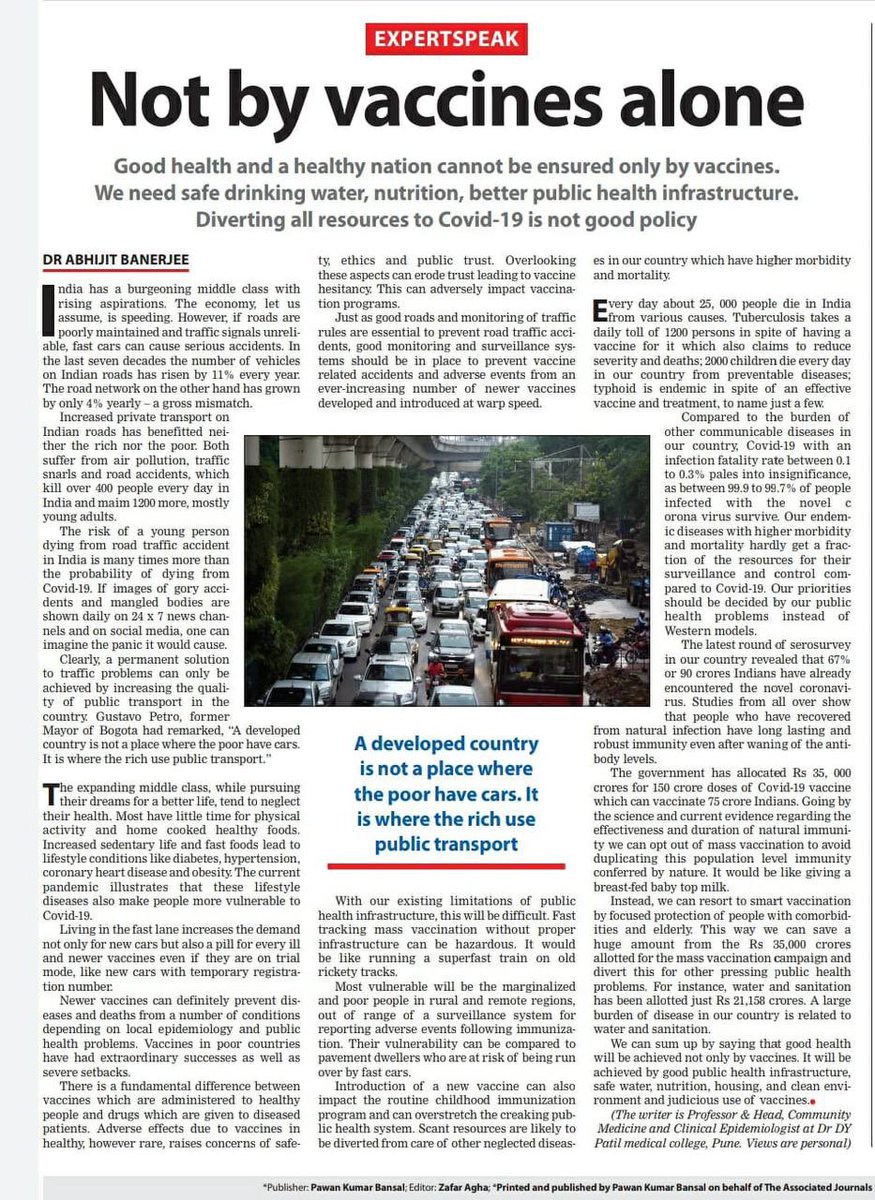 EXPERTSPEAK
Not by vaccines alone
Good health and a healthy nation cannot be ensured only by vaccines.
We need safe drinking water, nutrition, better public health infrastructure.
Diverting all resources to Covid-19 is not good policy
DR ABHIJIT BANERJEE
India has a burgeoning middle class with
rising aspirations. The economy, let us
assume, is speeding. However, if roads are
poorly maintained and traffic signals unreli-
able, fast cars can cause serious accidents. In
the last seven decades the number of vehicles
on Indian roads has risen by 11% every year.
The road network on the other hand has grown
by only 4% yearly – a gross mismatch.
Increased private transport on
Indian roads has benefitted nei-
ther the rich nor the poor. Both
suffer from air pollution, traffic
snarls and road accidents, which
kill over 400 people every day in
India and maim 1200 more, mostly
young adults.
The risk of a young person
dying from road traffic accident
in India is many times more than
the probability of dying from
Covid-19. If images of gory acci-
dents and mangled bodies are
shown daily on 24 x 7 news chan-
nels and on social media, one can
imagine the panic it would cause.
Clearly, a permanent solution
to traffic problems can only be
achieved by increasing the quali-
ty of public transport in the
country. Gustavo Petro, former
Mayor of Bogota had remarked, “A developed
country is not a place where the poor have cars.
It is where the rich use public transport.”
The expanding middle class, while pursuing
their dreams for a better life, tend to neglect
their health. Most have little time for physical
activity and home cooked healthy foods.
Increased sedentary life and fast foods lead to
lifestyle conditions like diabetes, hypertension,
coronary heart disease and obesity. The current
pandemic illustrates that these lifestyle
diseases also make people more vulnerable to
Covid-19.
Living in the fast lane increases the demand
not only for new cars but also a pill for every ill
and newer vaccines even if they are on trial
mode, like new cars with temporary registra-
tion number.
Newer vaccines can definitely prevent dis-
eases and deaths from a number of conditions
depending on local epidemiology and public
health problems. Vaccines in poor countries
have had extraordinary successes as well as
severe setbacks.
There is a fundamental difference between
vaccines which are administered to healthy
people and drugs which are given to diseased
patients. Adverse effects due to vaccines in
healthy, however rare, raises concerns of safe-
ty, ethics and public trust. Overlooking
these aspects can erode trust leading to vaccine
hesitancy. This can adversely impact vaccina-
tion programs.
Just as good roads and monitoring of traffic
rules are essential to prevent road traffic acci-
dents, good monitoring and surveillance sys-
tems should be in place to prevent vaccine
related accidents and adverse events from an
ever-increasing number of newer vaccines
developed and introduced at warp speed.
A developed country
is not a place where
the poor have cars. It
is where the rich use
public transport
With our existing limitations of public
health infrastructure, this will be difficult. Fast
tracking mass vaccination without proper
infrastructure can be hazardous. It would
be like running a superfast train on old
rickety tracks.
Most vulnerable will be the marginalized
and poor people in rural and remote regions,
out of range of a surveillance system for
reporting adverse events following immuniza-
tion. Their vulnerability can be compared to
pavement dwellers who are at risk of being run
over by fast cars.
Introduction of a new vaccine can also
impact the routine childhood immunization
program and can overstretch the creaking pub-
lic health system. Scant resources are likely to
be diverted from care of other neglected diseas-
es in our country which have higher morbidity
and mortality.
Every day about 25, 000 people die in India
from various causes. Tuberculosis takes a
daily toll of 1200 persons in spite of having a
vaccine for it which also claims to reduce
severity and deaths; 2000 children die every day
in our country from preventable diseases;
typhoid is endemic in spite of an effective
vaccine and treatment, to name just a few.
Compared to the burden of
other communicable diseases in
our country, Covid-19 with an
infection fatality rate between 0.1
to 0.3% pales into insignificance,
as between 99.9 to 99.7% of people
infected with the novel c
orona virus survive. Our endem-
ic diseases with higher morbidity
and mortality hardly get a frac-
tion of the resources for their
surveillance and control com-
pared to Covid-19. Our priorities
should be decided by our public
health problems instead of
Western models.
The latest round of serosurvey
in our country revealed that 67%
or 90 crores Indians have already
encountered the novel coronavi-
rus. Studies from all over show
that people who have recovered
from natural infection have long lasting and
robust immunity even after waning of the anti-
body levels.
The government has allocated Rs 35, 000
crores for 150 crore doses of Covid-19 vaccine
which can vaccinate 75 crore Indians. Going by
the science and current evidence regarding the
effectiveness and duration of natural immuni-
ty we can opt out of mass vaccination to avoid
duplicating this population level immunity
conferred by nature. It would be like giving a
breast-fed baby top milk.
Instead, we can resort to smart vaccination
by focused protection of people with comorbid-
ities and elderly. This way we can save a
huge amount from the Rs 35,000 crores
allotted for the mass vaccination campaign and
divert this for other pressing public health
problems. For instance, water and sanitation
has been allotted just Rs 21,158 crores. A large
burden of disease in our country is related to
water and sanitation.
We can sum up by saying that good health
will be achieved not only by vaccines. It will be
achieved by good public health infrastructure,
safe water, nutrition, housing, and clean envi-
ronment and judicious use of vaccines.
(The writer is Professor & Head, Community
Medicine and Clinical Epidemiologist at Dr DY
Patil medical college, Pune. Views are personal)
*Publisher: Pawan Kumar Bansal; Editor: Zafar Agha; *Printed and published by Pawan Kumar Bansal on behalf of The Associated Journals